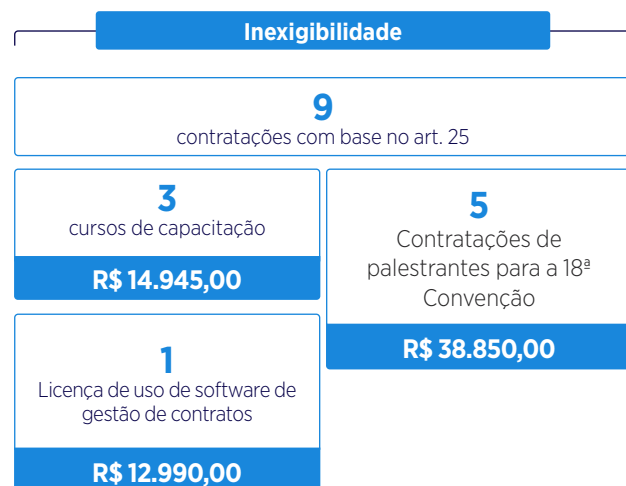 Inexigibilidade
9
contratações com base no art. 25
3
cursos de capacitação
R$ 14.945,00
5
Contratações de
palestrantes para a 18ª
Convenção
R$ 38.850,00
1
Licença de uso de software de
gestão de contratos
R$ 12.990,00